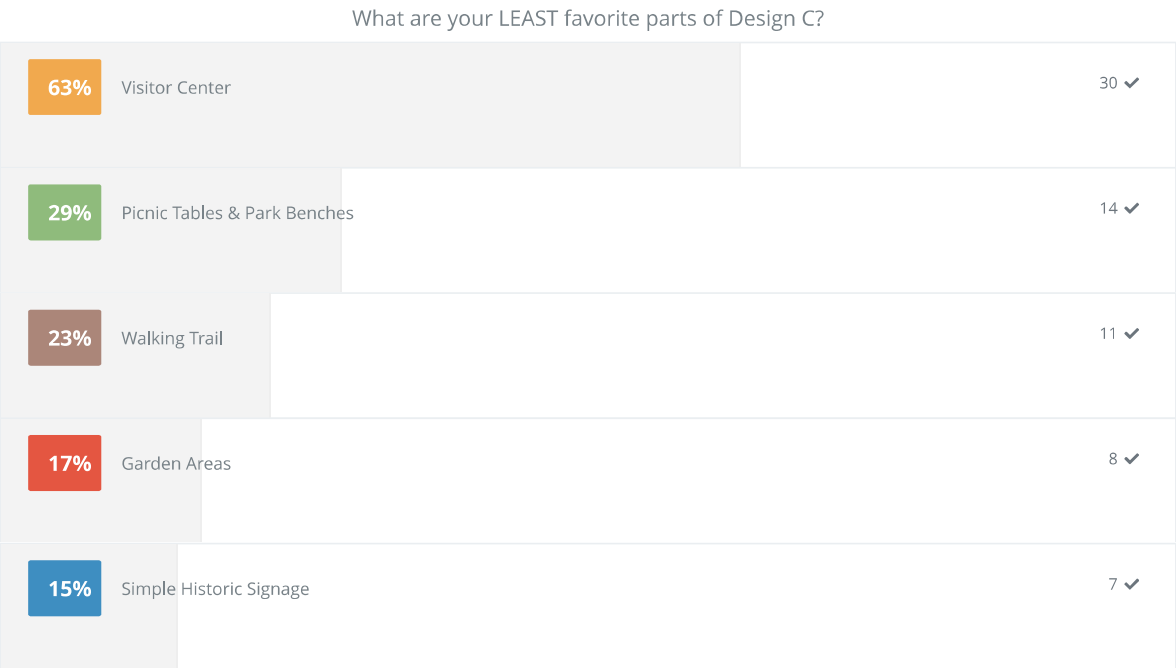 What are your LEAST favorite parts of Design C?
63% Visitor Center 30
29% Picnic Tables & Park Benches 14
23% Walking Trail 11
17% Garden Areas 8
15% Simple Historic Signage 7